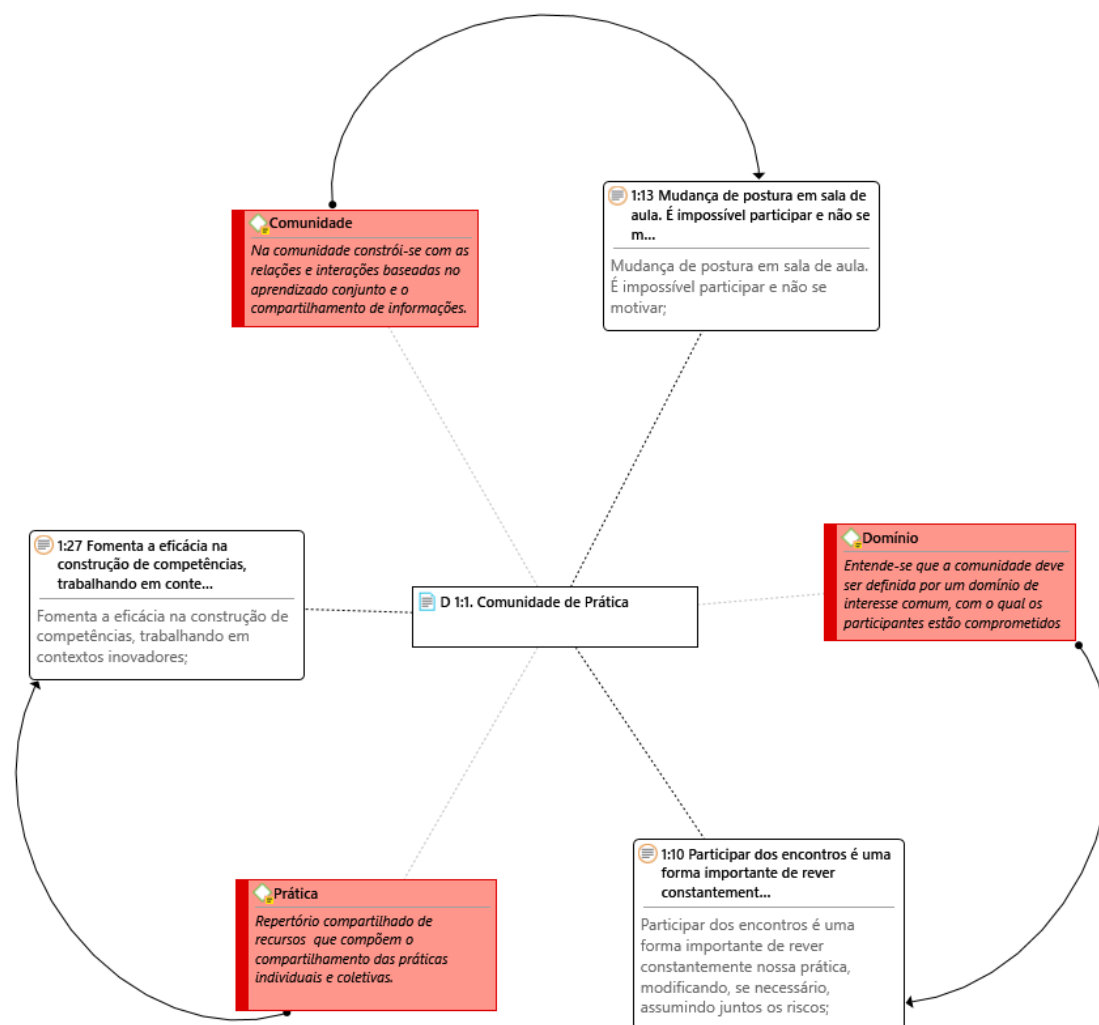 Comunidade
Na comunidade constrói-se com as
relações e interações baseadas no
aprendizado conjunto e o
compartilhamento de informações.
1:13 Mudança de postura em sala de
aula. É impossível participar e não se
m...
Mudança de postura em sala de aula.
É impossível participar e não se
motivar;
1:27 Fomenta a eficácia na
construção de competências,
trabalhando em conte...
Fomenta a eficácia na construção de
competências, trabalhando em
contextos inovadores;
D 1:1. Comunidade de Prática
Domínio
Entende-se que a comunidade deve
ser definida por um domínio de
interesse comum, com o qual os
participantes estão comprometidos
Prática
Repertório compartilhado de
recursos  que compõem o
compartilhamento das práticas
individuais e coletivas.
1:10 Participar dos encontros é uma
forma importante de rever
constantement...
Participar dos encontros é uma
forma importante de rever
constantemente nossa prática,
modificando, se necessário,
assumindo juntos os riscos;